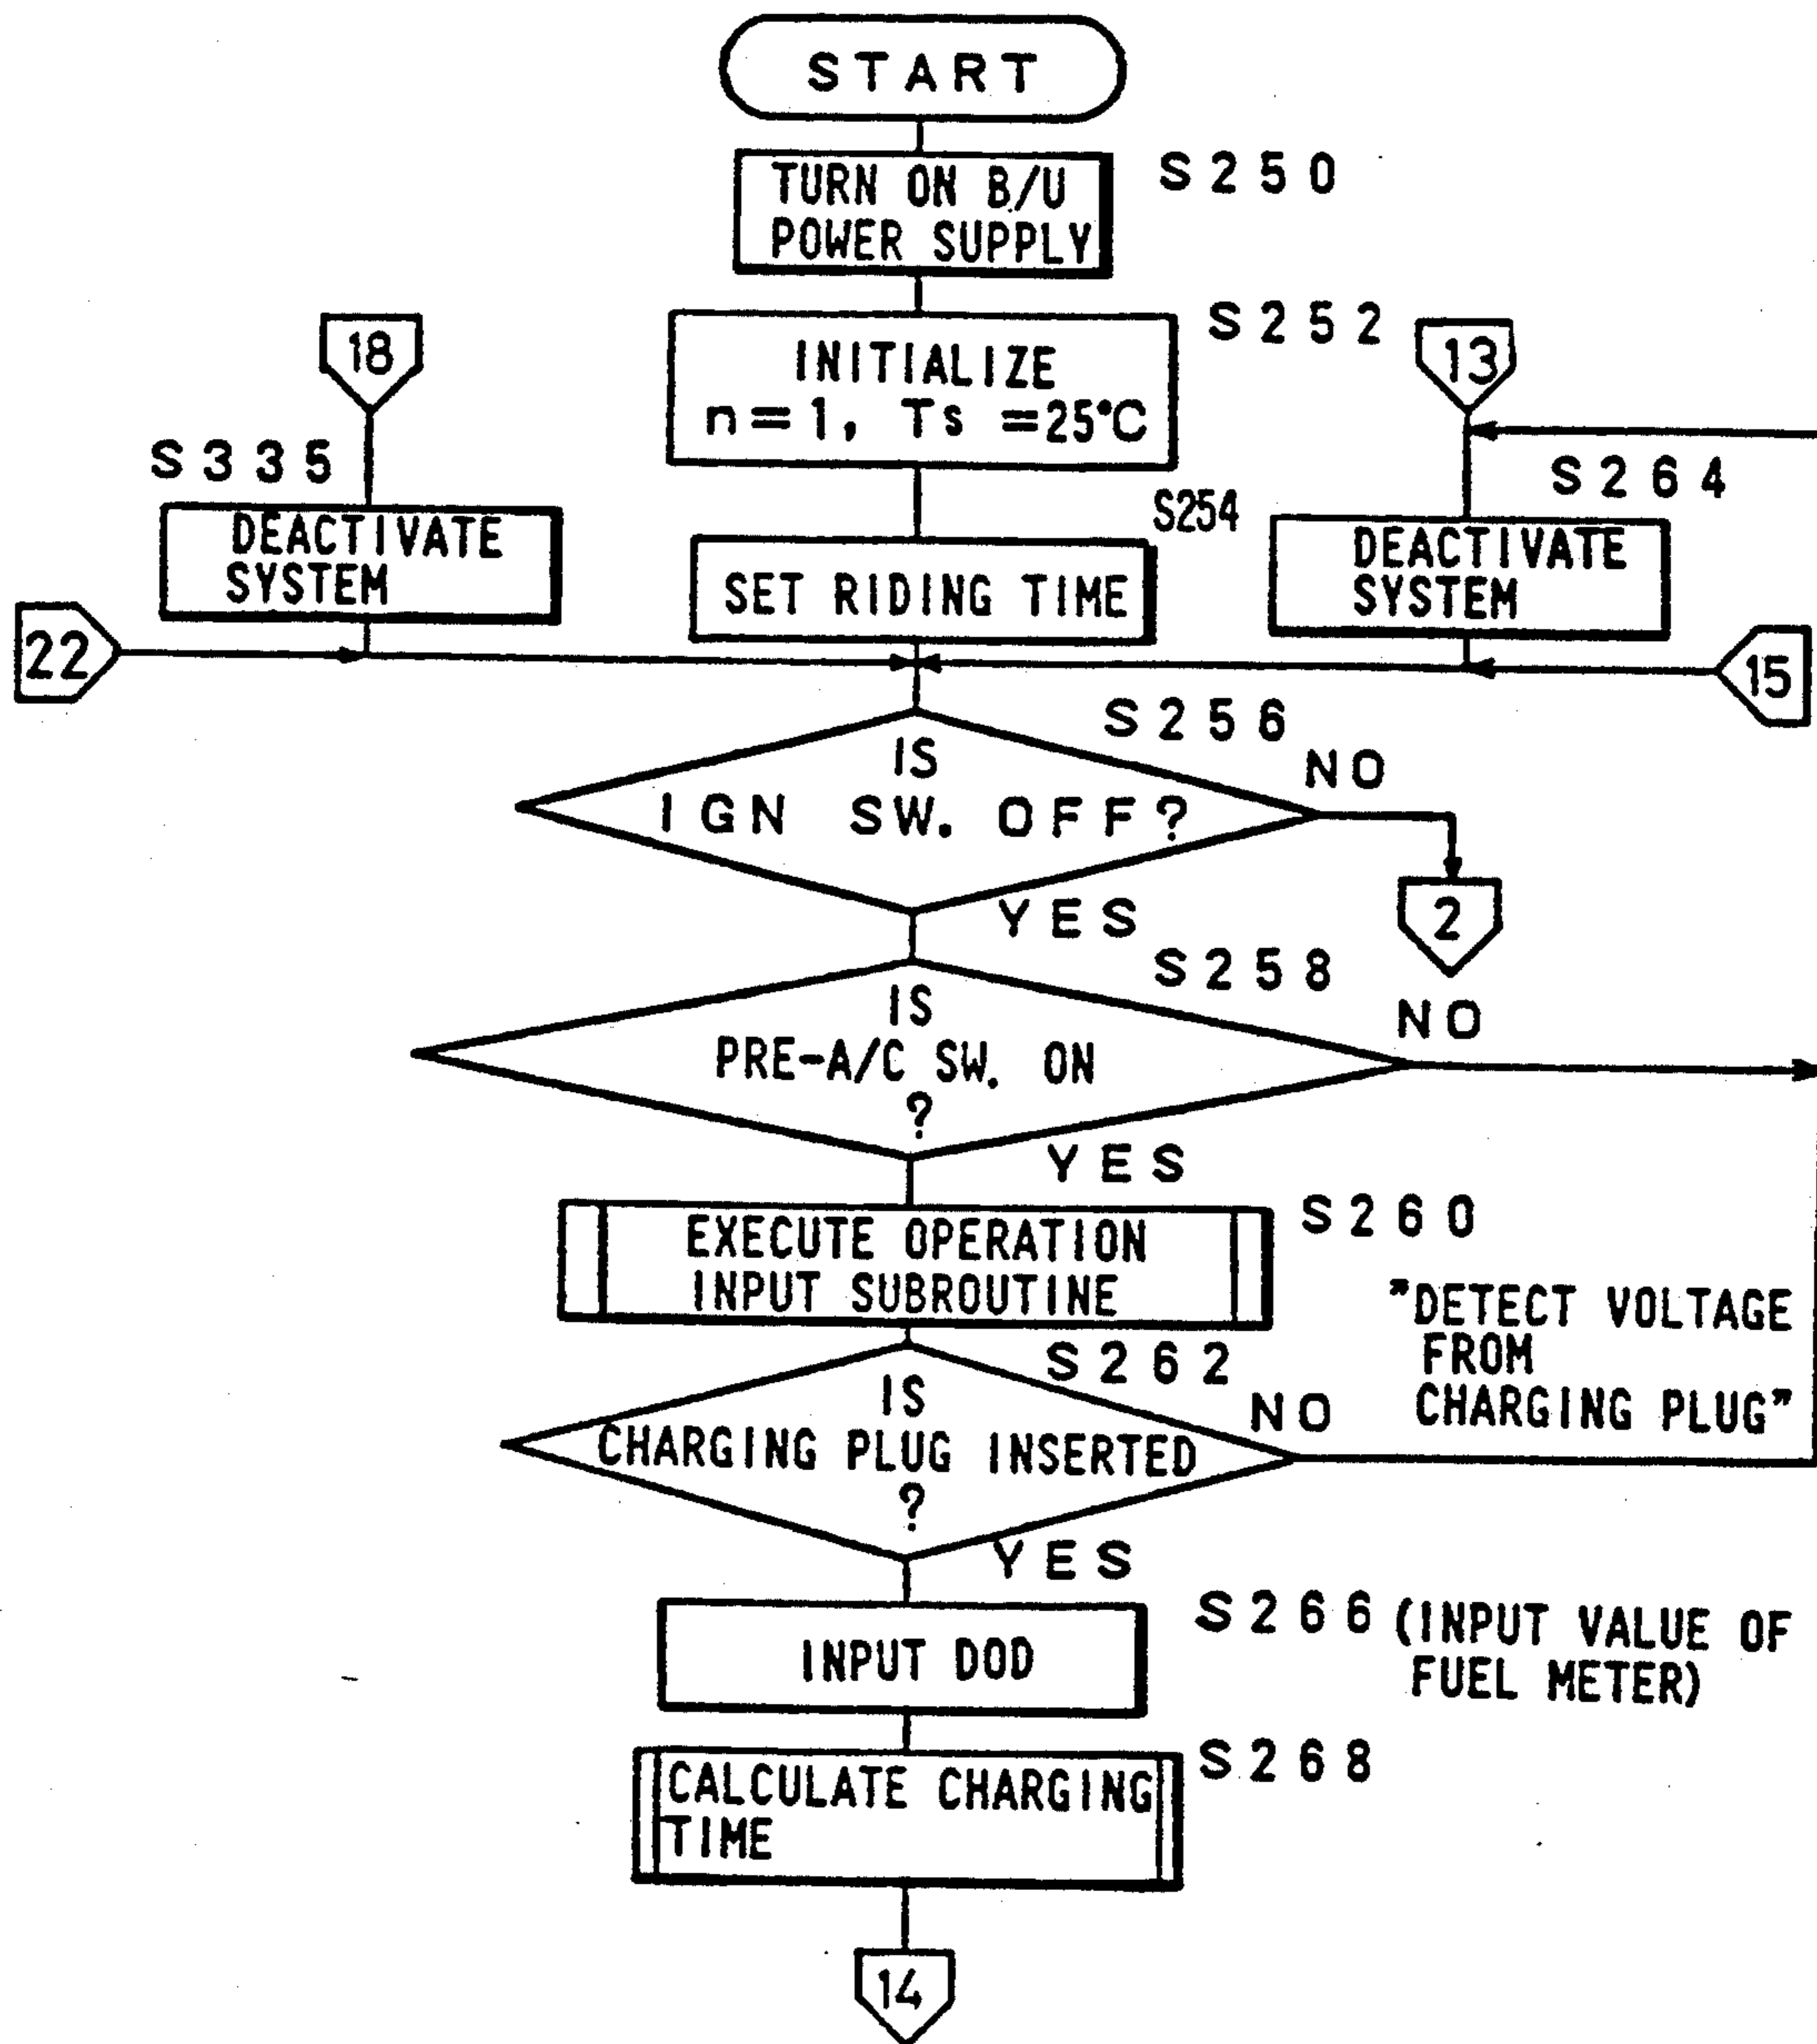 START
TURN ON B/U
POWER SUPPLY
S250
INITIALIZE
n=1, Ts =25°C
S252
18
13
S335
DEACTIVATE
SYSTEM
S254
SET RIDING TIME
S264
DEACTIVATE
SYSTEM
22
15
S256
IS
IGN SW. OFF?
NO
2
YES
S258
IS
PRE-A/C SW. ON
?
NO
YES
EXECUTE OPERATION
INPUT SUBROUTINE
S260
"DETECT VOLTAGE
FROM
CHARGING PLUG"
S262
IS
CHARGING PLUG INSERTED
?
NO
YES
INPUT DOD
S266 (INPUT VALUE OF
FUEL METER)
CALCULATE CHARGING
TIME
S268
14